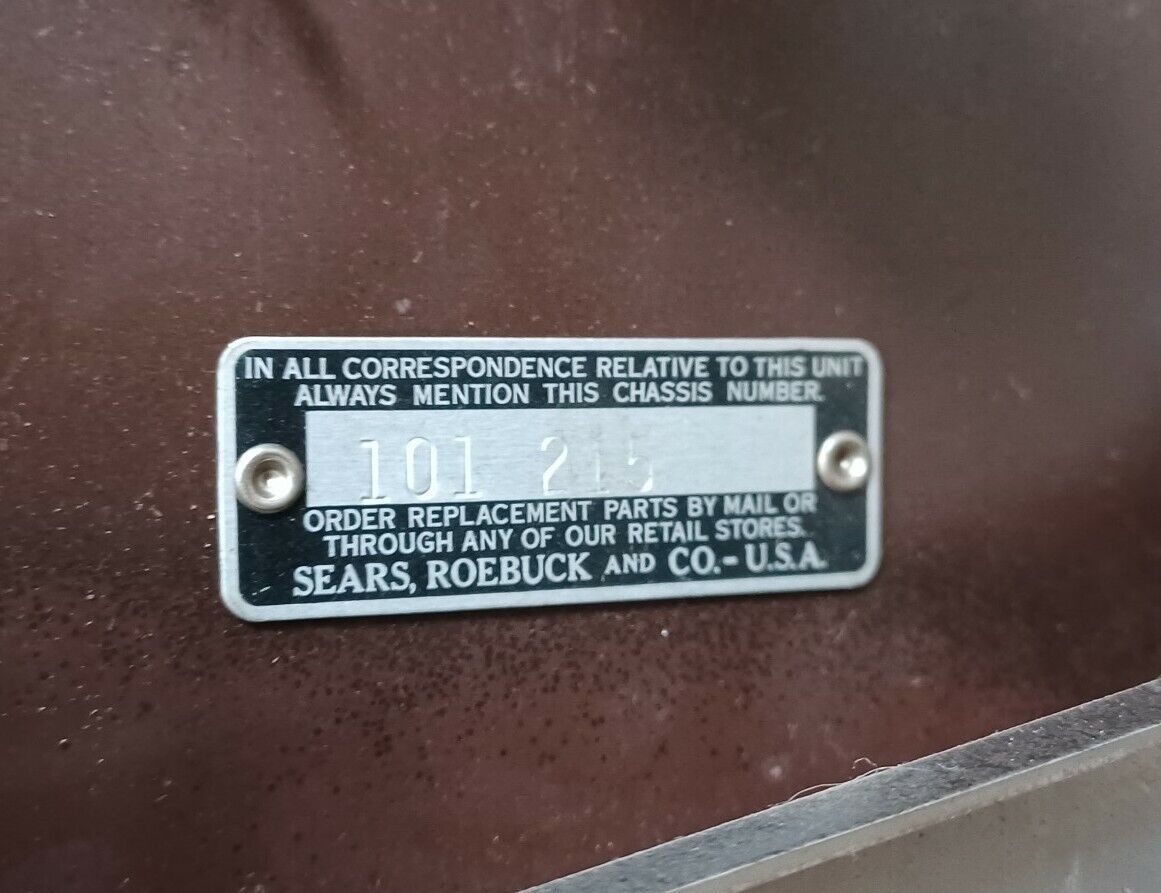 IN ALL CORRESPONDENCE RELATIVE TO THIS UNIT
ALWAYS MENTION THIS CHASSIS NUMBER.
101 215
ORDER REPLACEMENT PARTS BY MAIL OR
THROUGH ANY OF OUR RETAIL STORES.
SEARS, ROEBUCK AND CO.-U.S.A.